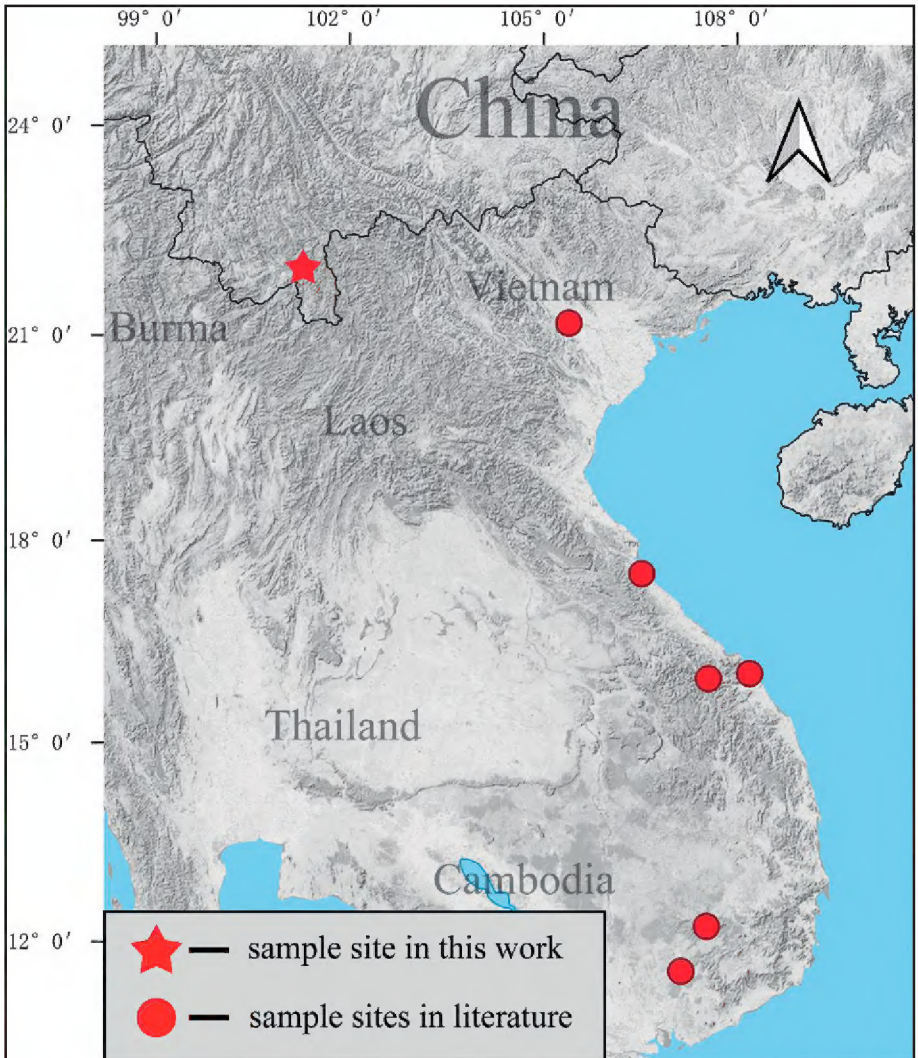 99° 0′ 102° 0′ 105° 0′ 108° 0′
China
24° 0′
Vietnam
Burma
21° 0′
Laos
18° 0′
Thailand
15° 0′
Cambodia
12° 0′
sample site in this work
sample sites in literature